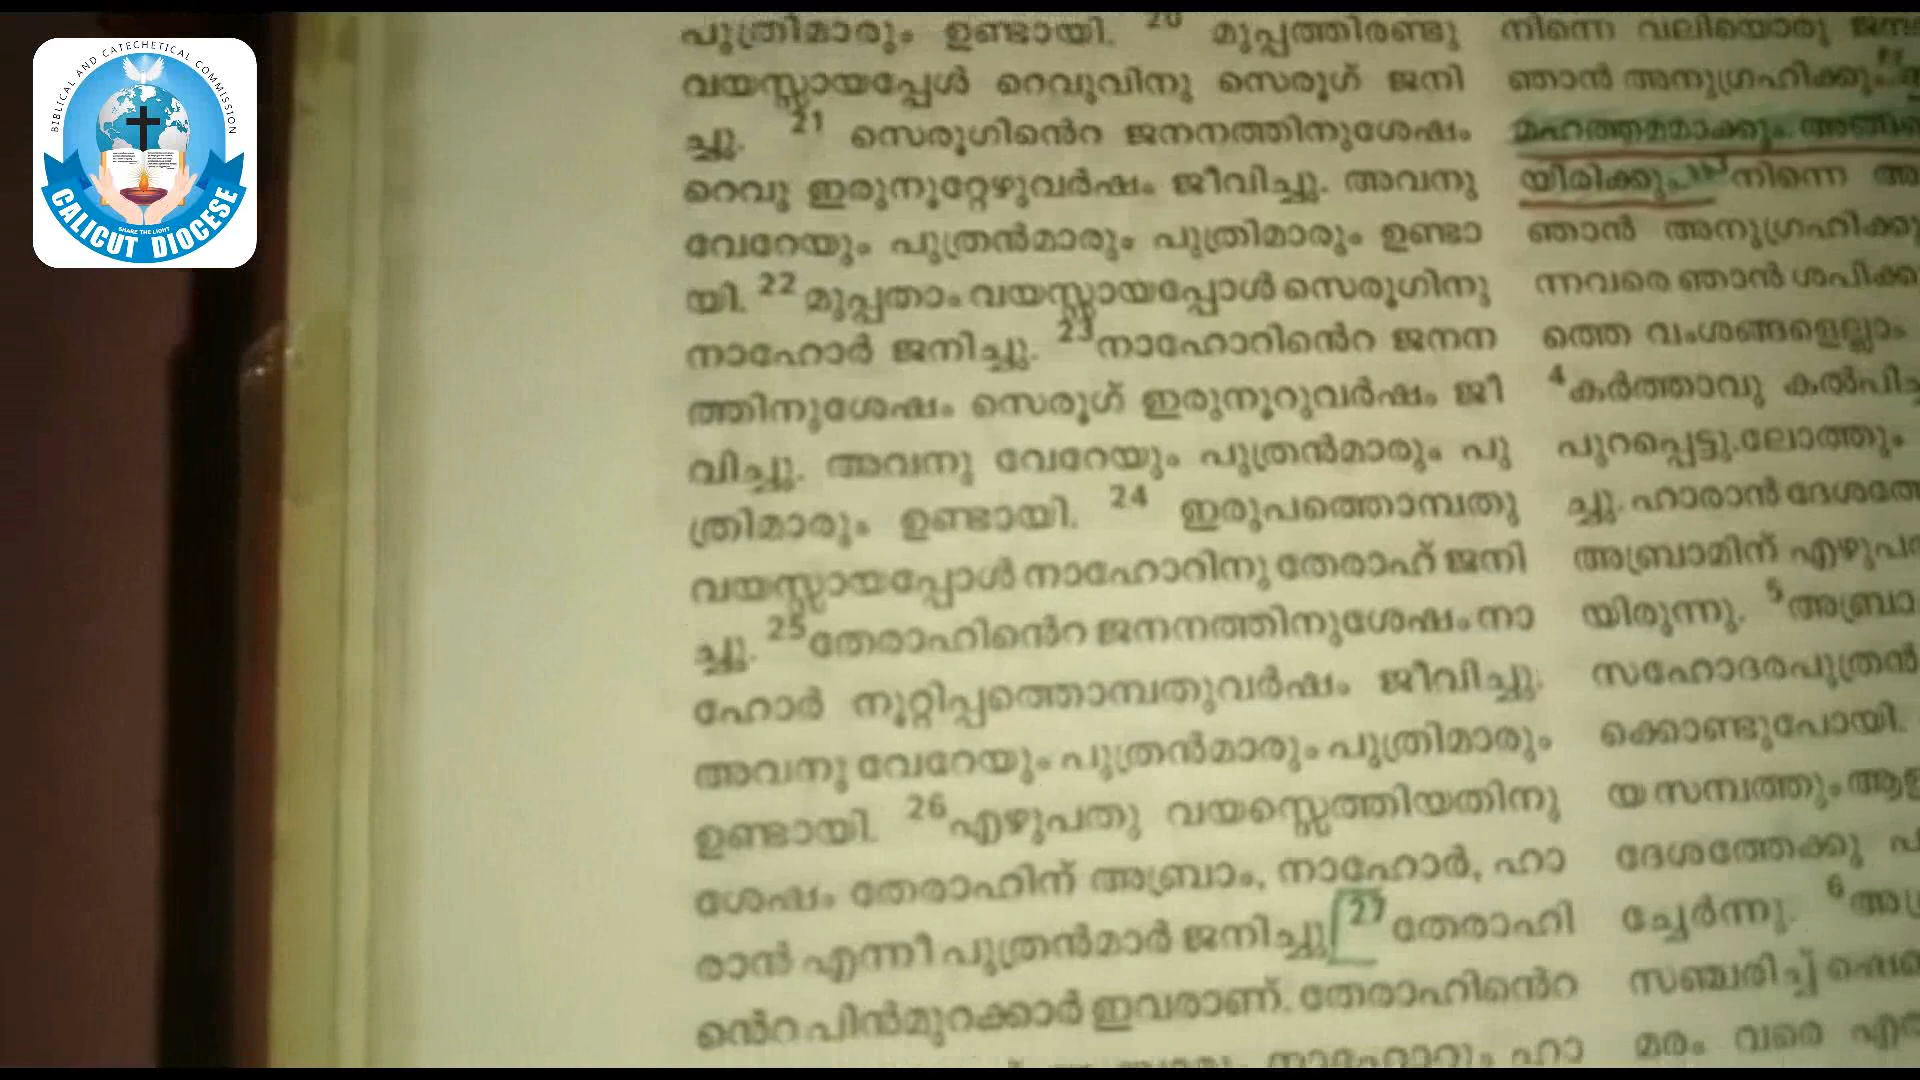 BIBLICAL AND CATECHETICAL COMMISSION
SHARE THE LIGHT
CALICUT DIOCESE
പുത്രിമാരും ഉണ്ടായി. 20 മുപ്പത്തിരണ്ടു
വയസ്സായപ്പേൾ റെവുവിനു സെരൂഗ് ജനി
ച്ചു. 21 സെരൂഗിൻെറ ജനനത്തിനുശേഷം
റെവു ഇരുനൂറ്റേഴുവർഷം ജീവിച്ചു. അവനു
വേറേയും പുത്രൻമാരും പുത്രിമാരും ഉണ്ടാ
യി. 22 മുപ്പതാം വയസ്സായപ്പോൾ സെരൂഗിനു
നാഹോർ ജനിച്ചു. 23 നാഹോറിൻെറ ജനന
ത്തിനുശേഷം സെരൂഗ് ഇരുനൂറുവർഷം ജീ
വിച്ചു. അവനു വേറേയും പുത്രൻമാരും പു
ത്രിമാരും ഉണ്ടായി. 24 ഇരുപത്തൊമ്പതു
വയസ്സായപ്പോൾ നാഹോറിനു തേരാഹ് ജനി
ച്ചു. 25 തേരാഹിൻെറ ജനനത്തിനുശേഷം നാ
ഹോർ നൂറ്റിപ്പത്തൊമ്പതുവർഷം ജീവിച്ചു.
അവനു വേറേയും പുത്രൻമാരും പുത്രിമാരും
ഉണ്ടായി. 26 എഴുപതു വയസ്സെത്തിയതിനു
ശേഷം തേരാഹിന് അബ്രാം, നാഹോർ, ഹാ
രാൻ എന്നീ പുത്രൻമാർ ജനിച്ചു 27 തേരാഹി
ൻെറ പിൻമുറക്കാർ ഇവരാണ്. തേരാഹിൻെറ
നാഹോറും ഹാ
നിന്നെ വലിയൊരു
ഞാൻ അനുഗ്രഹിക്കും.
മഹത്തമമാക്കും.
യിരിക്കും. നിന്നെ
ഞാൻ അനുഗ്രഹിക്കു
ന്നവരെ ഞാൻ ശപിക്ക
ത്തെ വംശങ്ങളെല്ലാം
4 കർത്താവു കൽപിച്ച
പുറപ്പെട്ടു. ലോത്തും
ച്ചു. ഹാരാൻ ദേശത്തേ
അബ്രാമിന് എഴുപ
യിരുന്നു. 5 അബ്രാ
സഹോദരപുത്രൻ
ക്കൊണ്ടുപോയി.
യ സമ്പത്തും ആള
ദേശത്തേക്കു
ച്ചേർന്നു. 6
സഞ്ചരിച്ച്
മരം വരെ